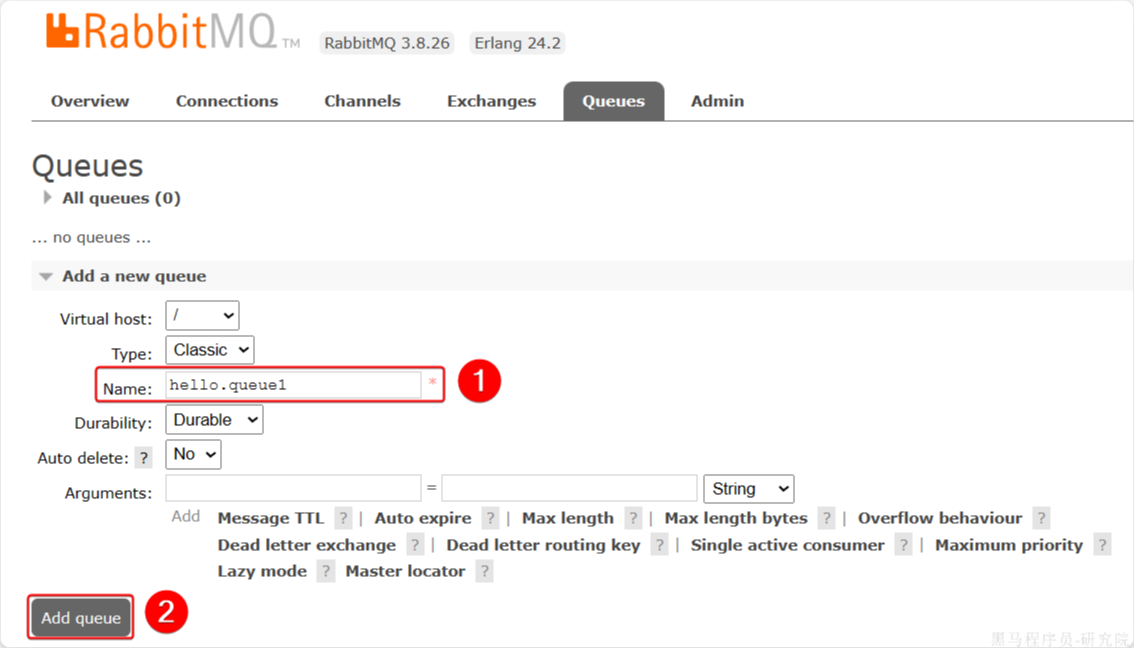 RabbitMQ TM RabbitMQ 3.8.26 Erlang 24.2
Overview Connections Channels Exchanges Queues Admin
Queues
All queues (0)
... no queues ...
Add a new queue
Virtual host: /
Type: Classic
Name: hello.queue1 * 1
Durability: Durable
Auto delete: ? No
Arguments: = String
Add Message TTL ? | Auto expire ? | Max length ? | Max length bytes ? | Overflow behaviour ?
Dead letter exchange ? | Dead letter routing key ? | Single active consumer ? | Maximum priority ?
Lazy mode ? Master locator ?
Add queue 2
黑马程序员-研究院